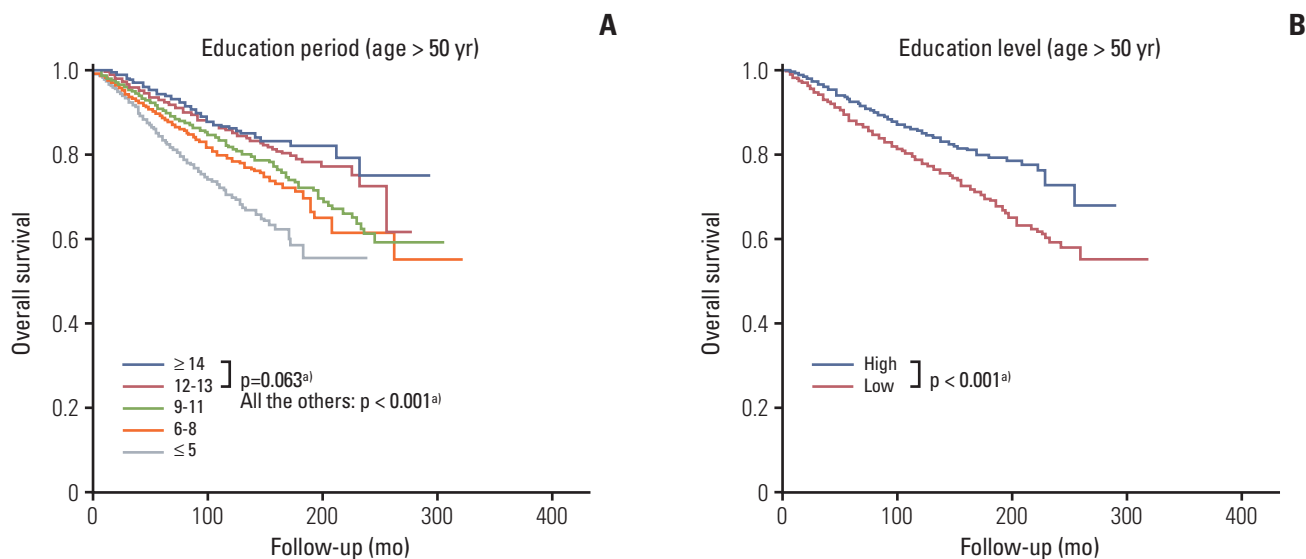 A
Education period (age > 50 yr)
1.0
0.8
0.6
0.4
0.2
0
Overall survival
≥ 14
12-13
9-11
6-8
≤ 5
p=0.063a)
All the others: p < 0.001a)
0 100 200 300 400
Follow-up (mo)
B
Education level (age > 50 yr)
1.0
0.8
0.6
0.4
0.2
0
Overall survival
High
Low
p < 0.001a)
0 100 200 300 400
Follow-up (mo)